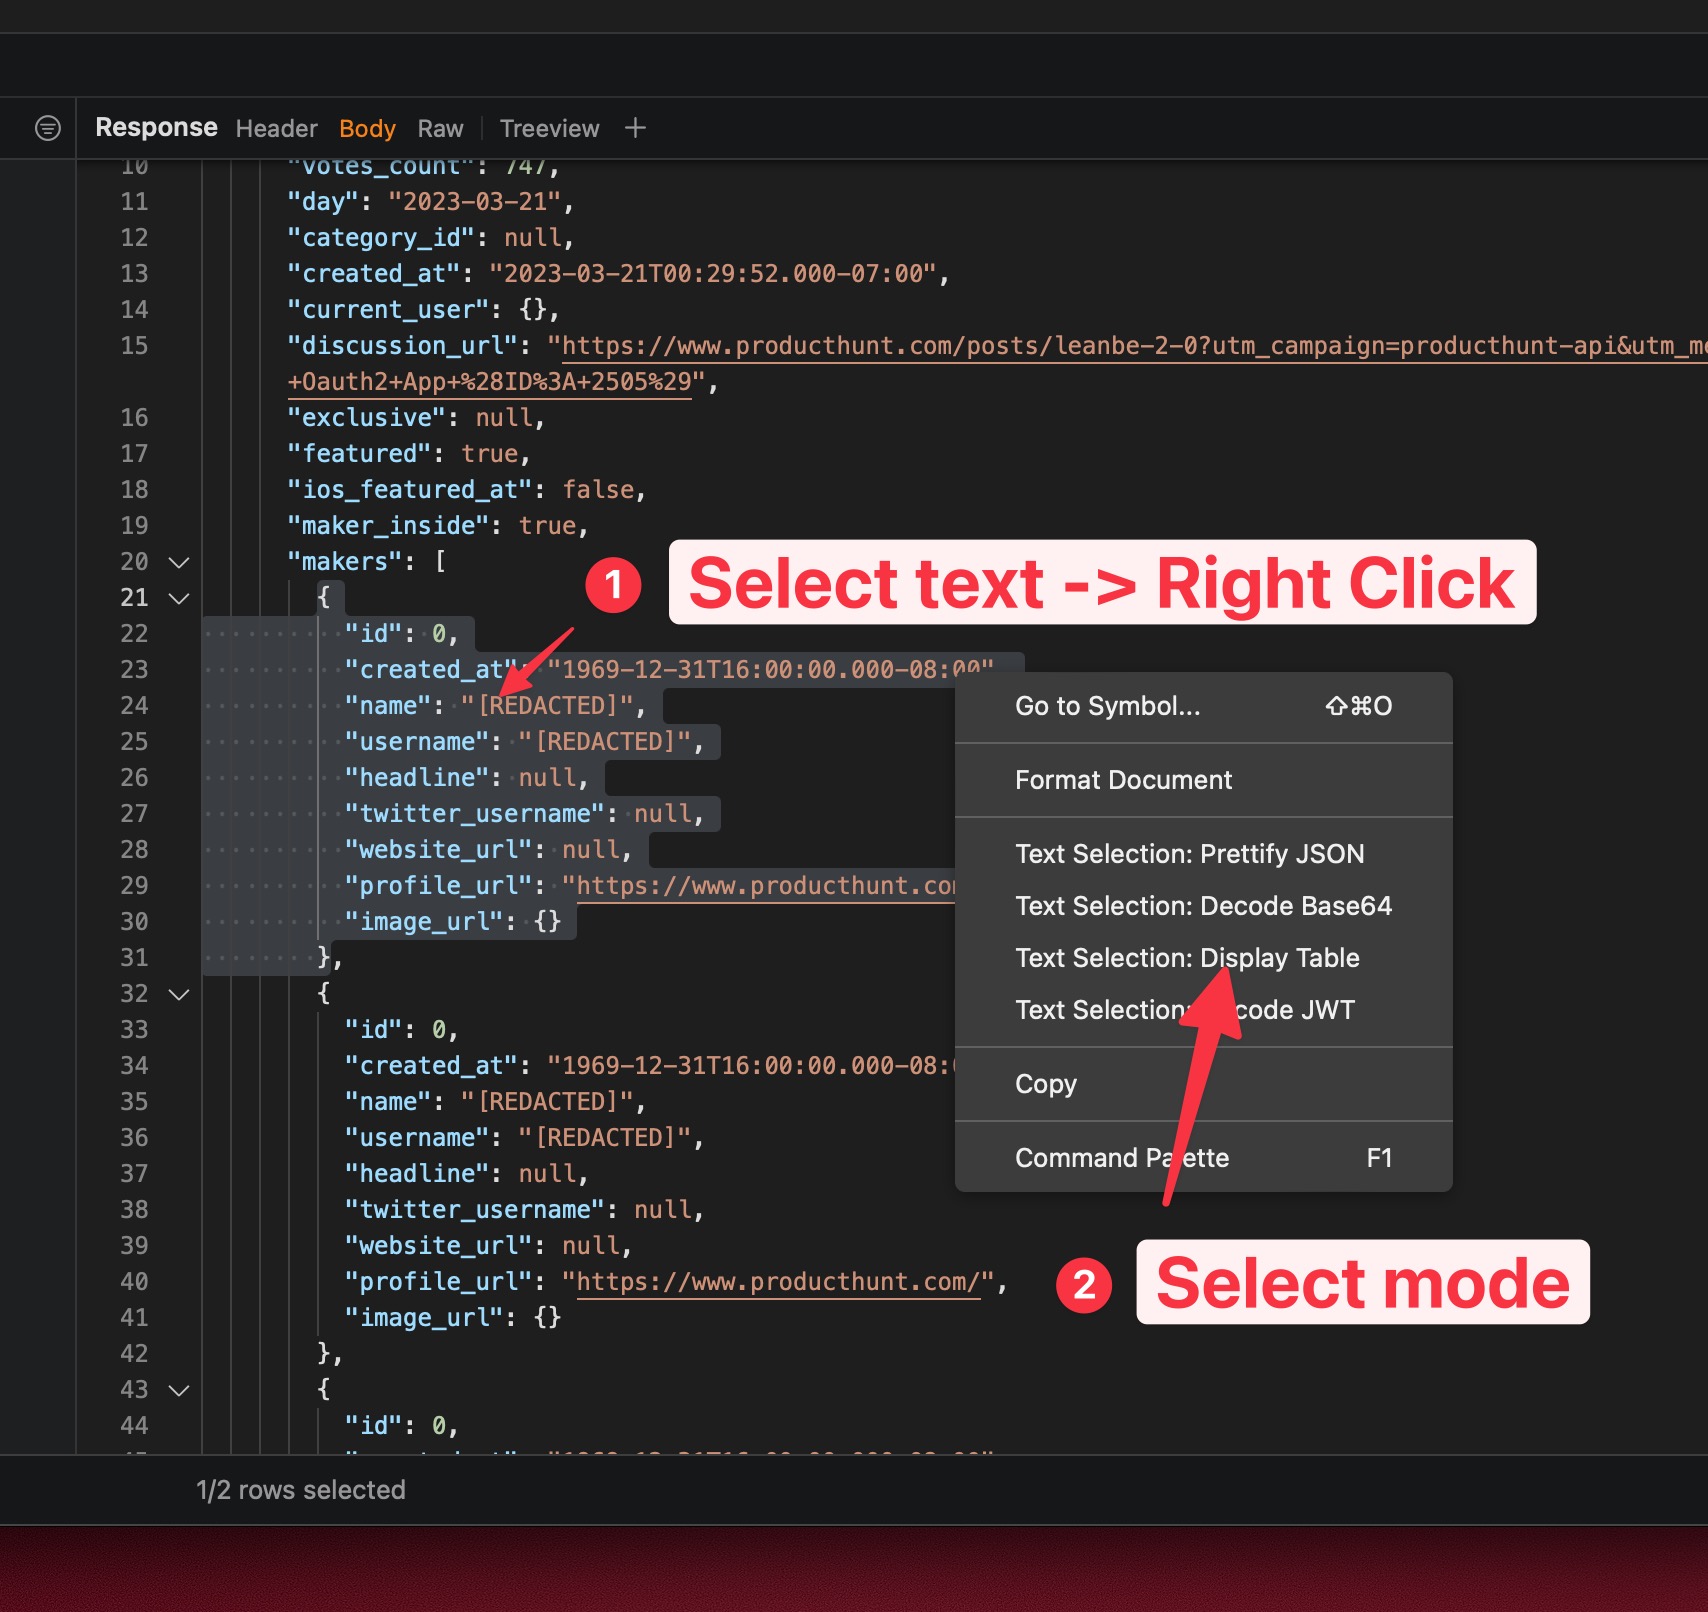 Response Header Body Raw Treeview +
10 "votes_count": 747,
11 "day": "2023-03-21",
12 "category_id": null,
13 "created_at": "2023-03-21T00:29:52.000-07:00",
14 "current_user": {},
15 "discussion_url": "https://www.producthunt.com/posts/leanbe-2-0?utm_campaign=producthunt-api&utm_me
+Oauth2+App+%28ID%3A+2505%29",
16 "exclusive": null,
17 "featured": true,
18 "ios_featured_at": false,
19 "maker_inside": true,
20 "makers": [
1 Select text -> Right Click
21 {
22 "id": 0,
23 "created_at": "1969-12-31T16:00:00.000-08:00"
24 "name": "[REDACTED]",
25 "username": "[REDACTED]",
26 "headline": null,
27 "twitter_username": null,
28 "website_url": null,
29 "profile_url": "https://www.producthunt.com
30 "image_url": {}
31 },
32 {
33 "id": 0,
34 "created_at": "1969-12-31T16:00:00.000-08:
35 "name": "[REDACTED]",
36 "username": "[REDACTED]",
37 "headline": null,
38 "twitter_username": null,
39 "website_url": null,
40 "profile_url": "https://www.producthunt.com/",
41 "image_url": {}
42 },
43 {
44 "id": 0,
Go to Symbol... ⇧⌘O
Format Document
Text Selection: Prettify JSON
Text Selection: Decode Base64
Text Selection: Display Table
Text Selection: code JWT
Copy
Command Palette F1
2 Select mode
1/2 rows selected